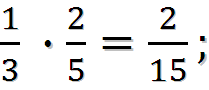 1/3 · 2/5 = 2/15 ;